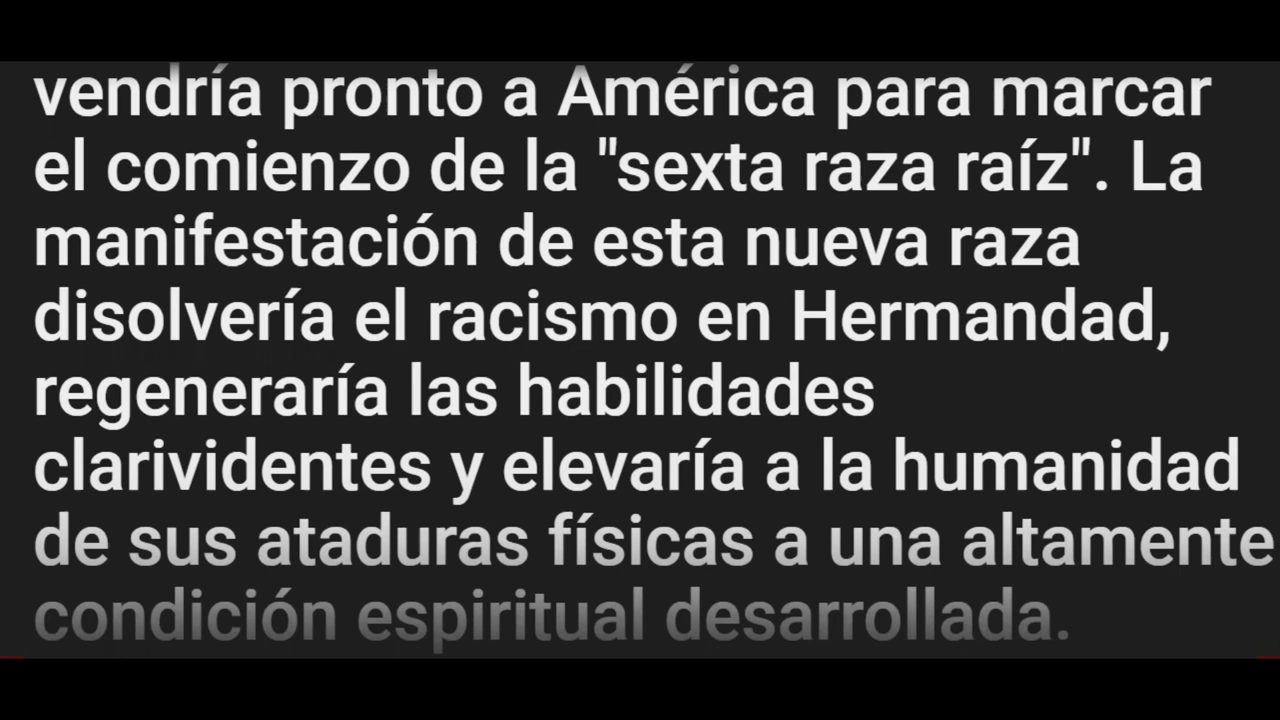 vendría pronto a América para marcar
el comienzo de la "sexta raza raíz". La
manifestación de esta nueva raza
disolvería el racismo en Hermandad,
regeneraría las habilidades
clarividentes y elevaría a la humanidad
de sus ataduras físicas a una altamente
condición espiritual desarrollada.